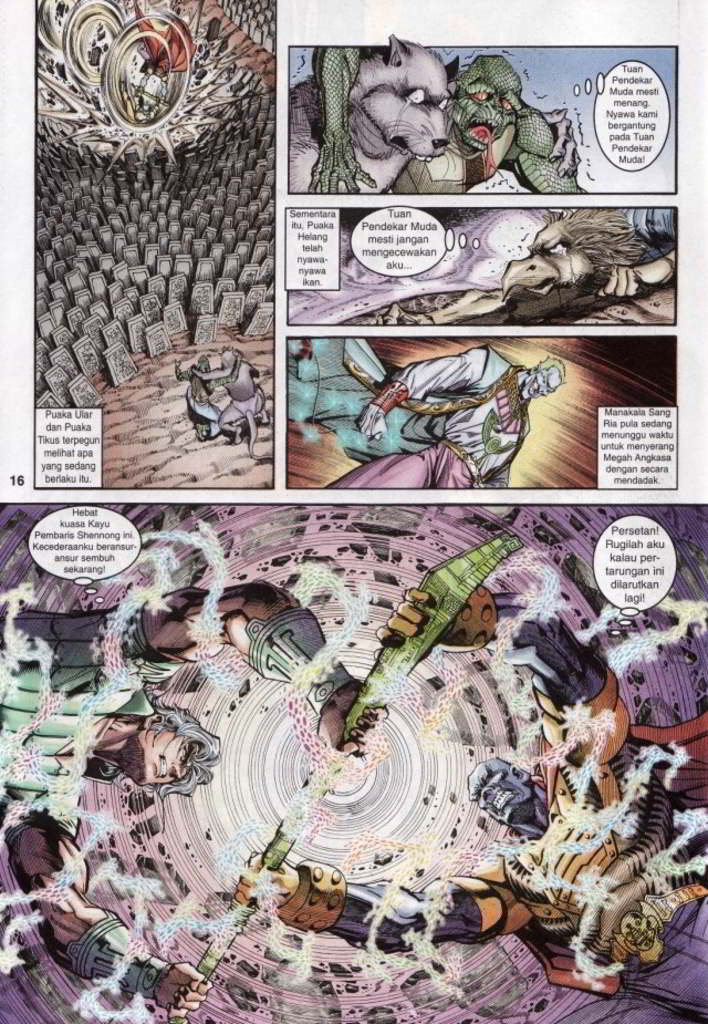 Puaka Ular
dan Puaka
Tikus terpegun
melihat apa
yang sedang
berlaku itu.
Tuan
Pendekar
Muda mesti
menang.
Nyawa kami
bergantung
pada Tuan
Pendekar
Muda!
Sementara
itu, Puaka
Helang
telah
nyawa-
nyawa
ikan.
Tuan
Pendekar Muda
mesti jangan
mengecewakan
aku...
Manakala Sang
Ria pula sedang
menunggu waktu
untuk menyerang
Megah Angkasa
dengan secara
mendadak.
16
Hebat
kuasa Kayu
Pembaris Shennong ini.
Kecederaanku beransur-
ansur sembuh
sekarang!
Persetan!
Rugilah aku
kalau per-
tarungan ini
dilarutkan
lagi!